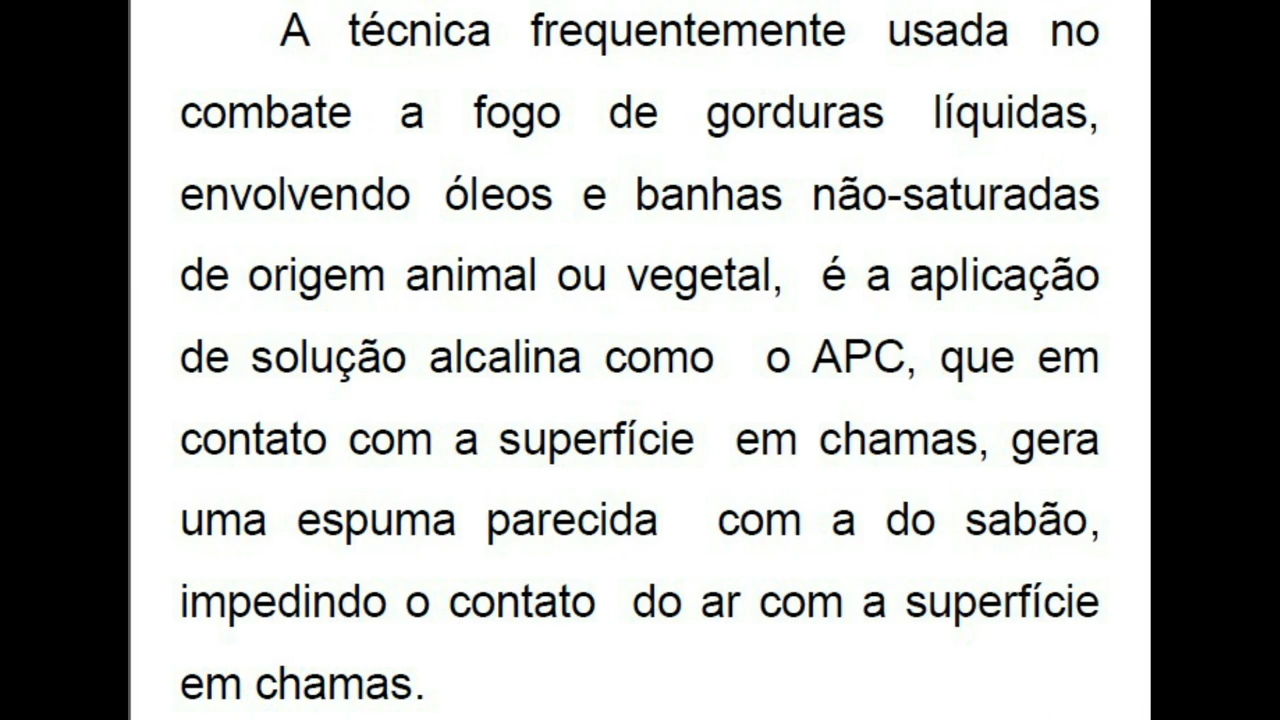 A técnica frequentemente usada no
combate a fogo de gorduras líquidas,
envolvendo óleos e banhas não-saturadas
de origem animal ou vegetal, é a aplicação
de solução alcalina como o APC, que em
contato com a superfície em chamas, gera
uma espuma parecida com a do sabão,
impedindo o contato do ar com a superfície
em chamas.